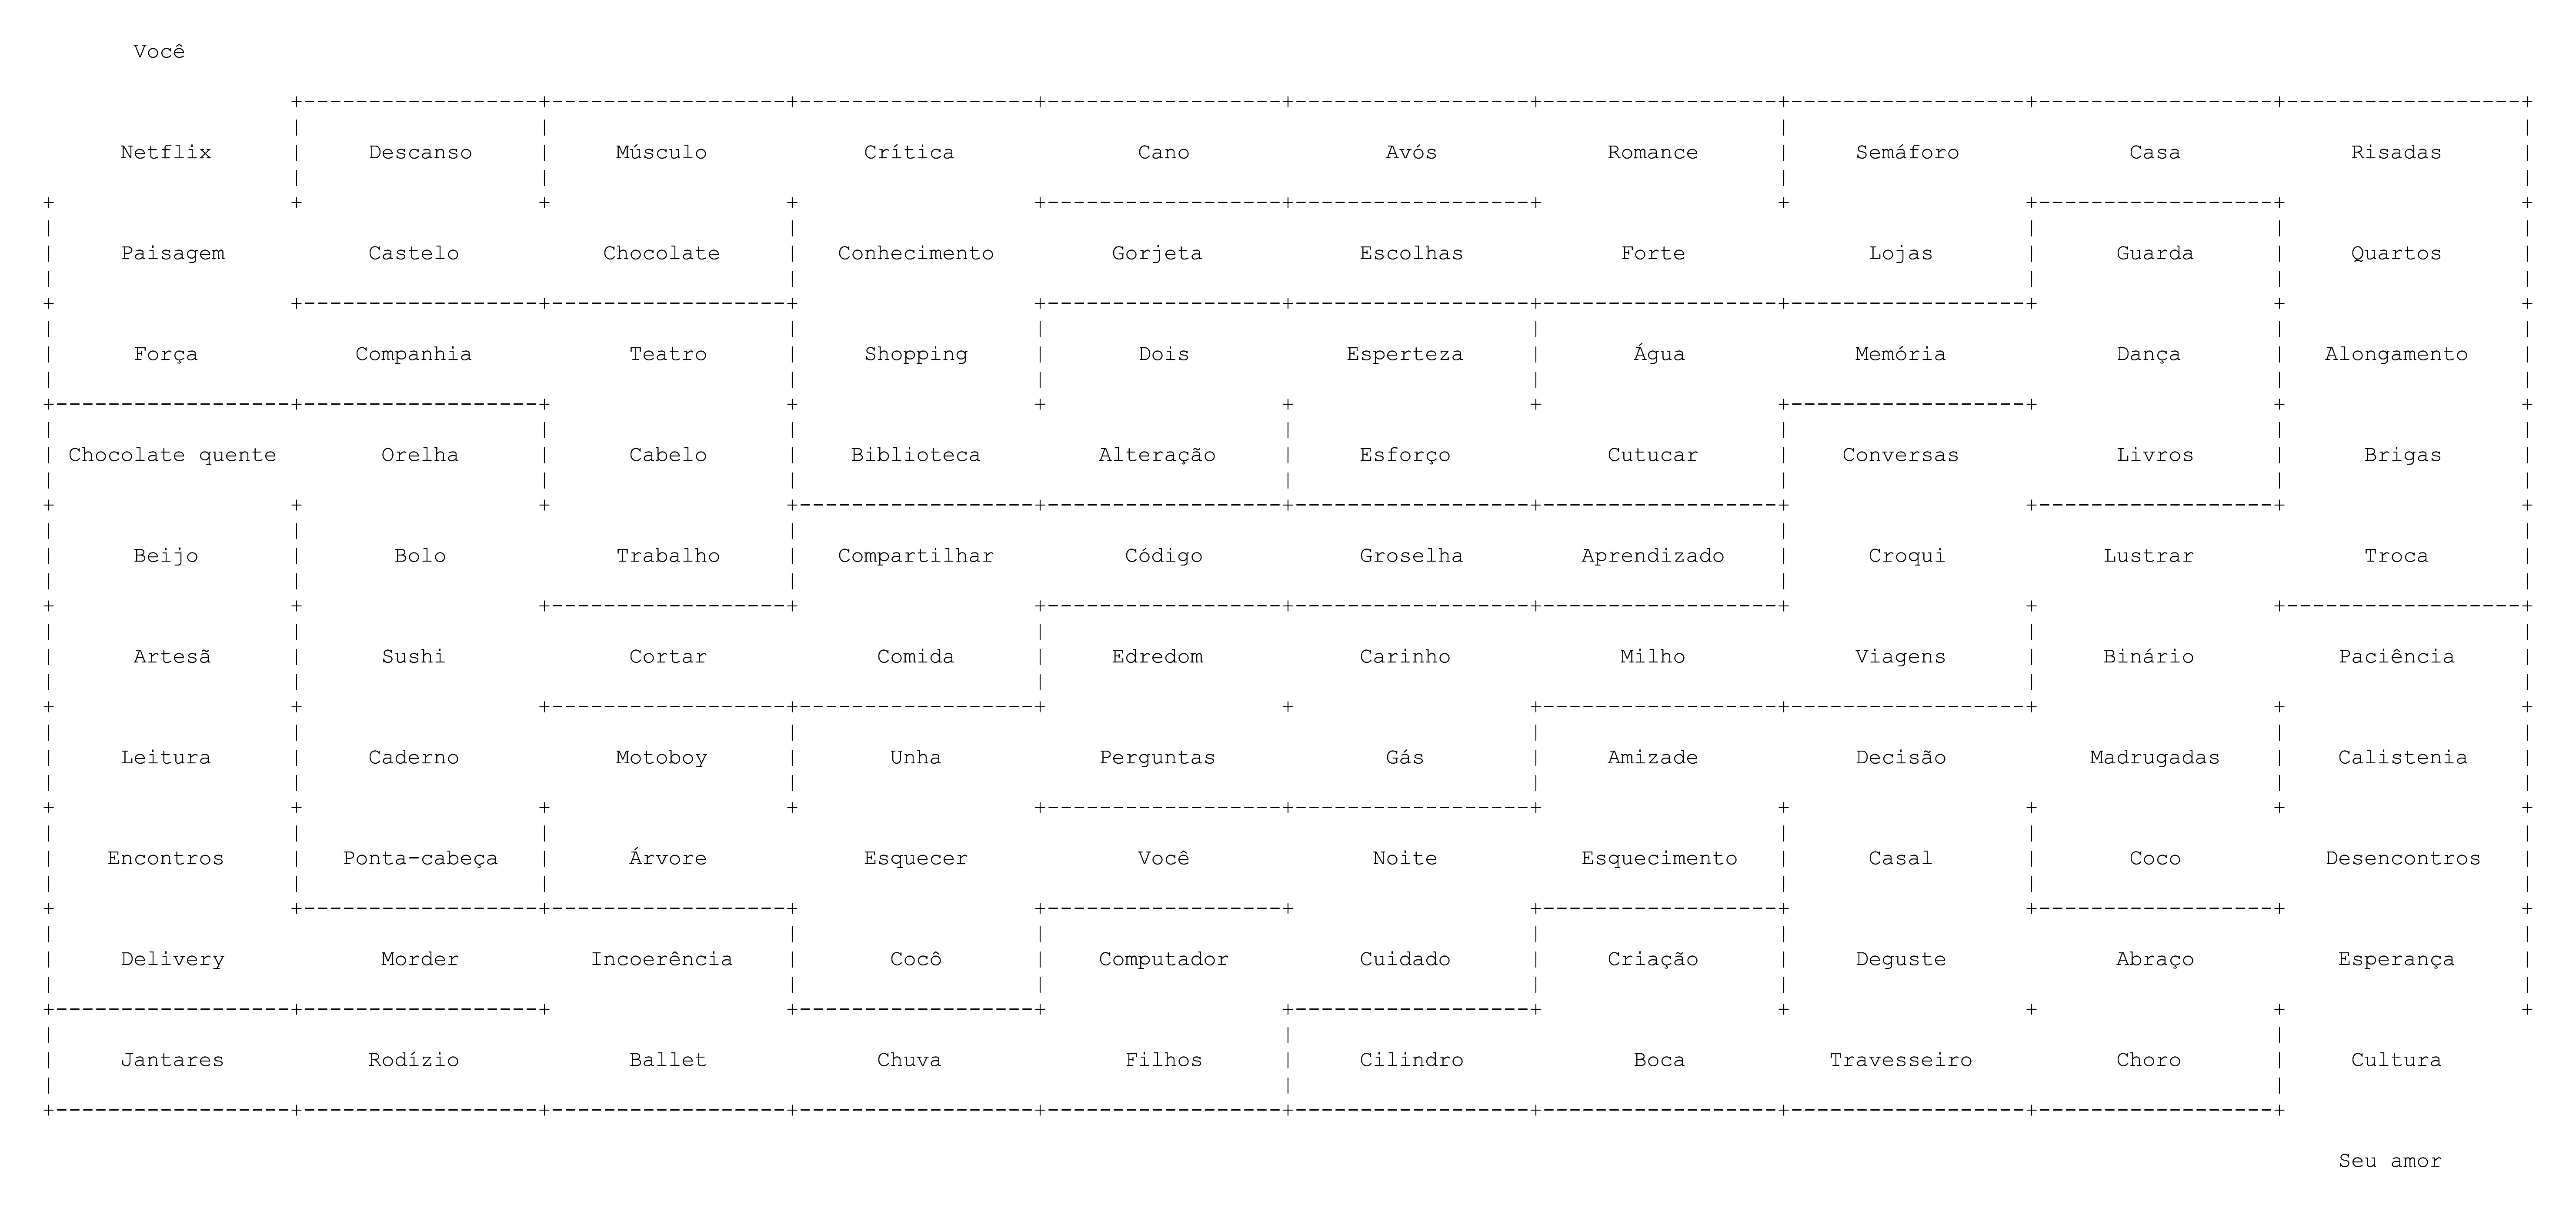 Você
Netflix Descanso Músculo Crítica Cano Avós Romance Semáforo Casa Risadas
Paisagem Castelo Chocolate Conhecimento Gorjeta Escolhas Forte Lojas Guarda Quartos
Força Companhia Teatro Shopping Dois Esperteza Água Memória Dança Alongamento
Chocolate quente Orelha Cabelo Biblioteca Alteração Esforço Cutucar Conversas Livros Brigas
Beijo Bolo Trabalho Compartilhar Código Groselha Aprendizado Croqui Lustrar Troca
Artesã Sushi Cortar Comida Edredom Carinho Milho Viagens Binário Paciência
Leitura Caderno Motoboy Unha Perguntas Gás Amizade Decisão Madrugadas Calistenia
Encontros Ponta-cabeça Árvore Esquecer Você Noite Esquecimento Casal Coco Desencontros
Delivery Morder Incoerência Cocô Computador Cuidado Criação Deguste Abraço Esperança
Jantares Rodízio Ballet Chuva Filhos Cilindro Boca Travesseiro Choro Cultura
Seu amor